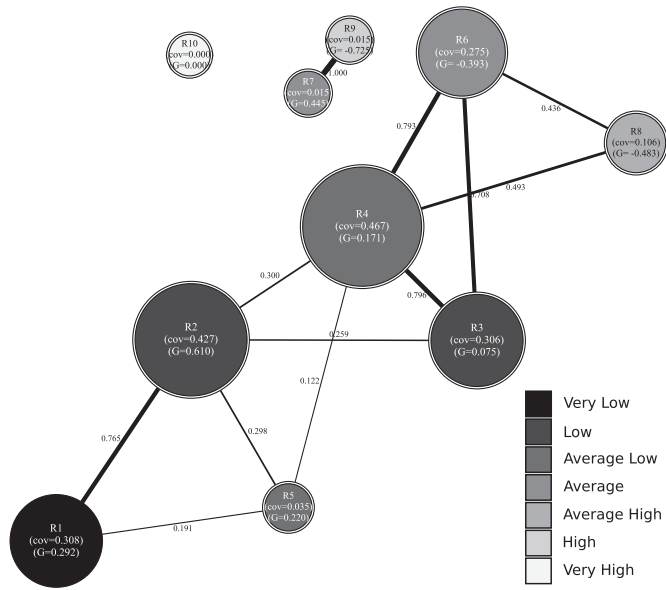 R10
(cov=0.000)
(G=0.000)
R9
(cov=0.015)
(G= -0.725)
1.000
R7
(cov=0.015)
(G=0.445)
R6
(cov=0.275)
(G= -0.393)
0.436
0.793
R8
(cov=0.106)
(G= -0.483)
0.493
0.708
R4
(cov=0.467)
(G=0.171)
0.300
0.796
R2
(cov=0.427)
(G=0.610)
0.259
R3
(cov=0.306)
(G=0.075)
0.122
0.765
0.298
R5
(cov=0.035)
(G=0.220)
0.191
R1
(cov=0.308)
(G=0.292)
Very Low
Low
Average Low
Average
Average High
High
Very High